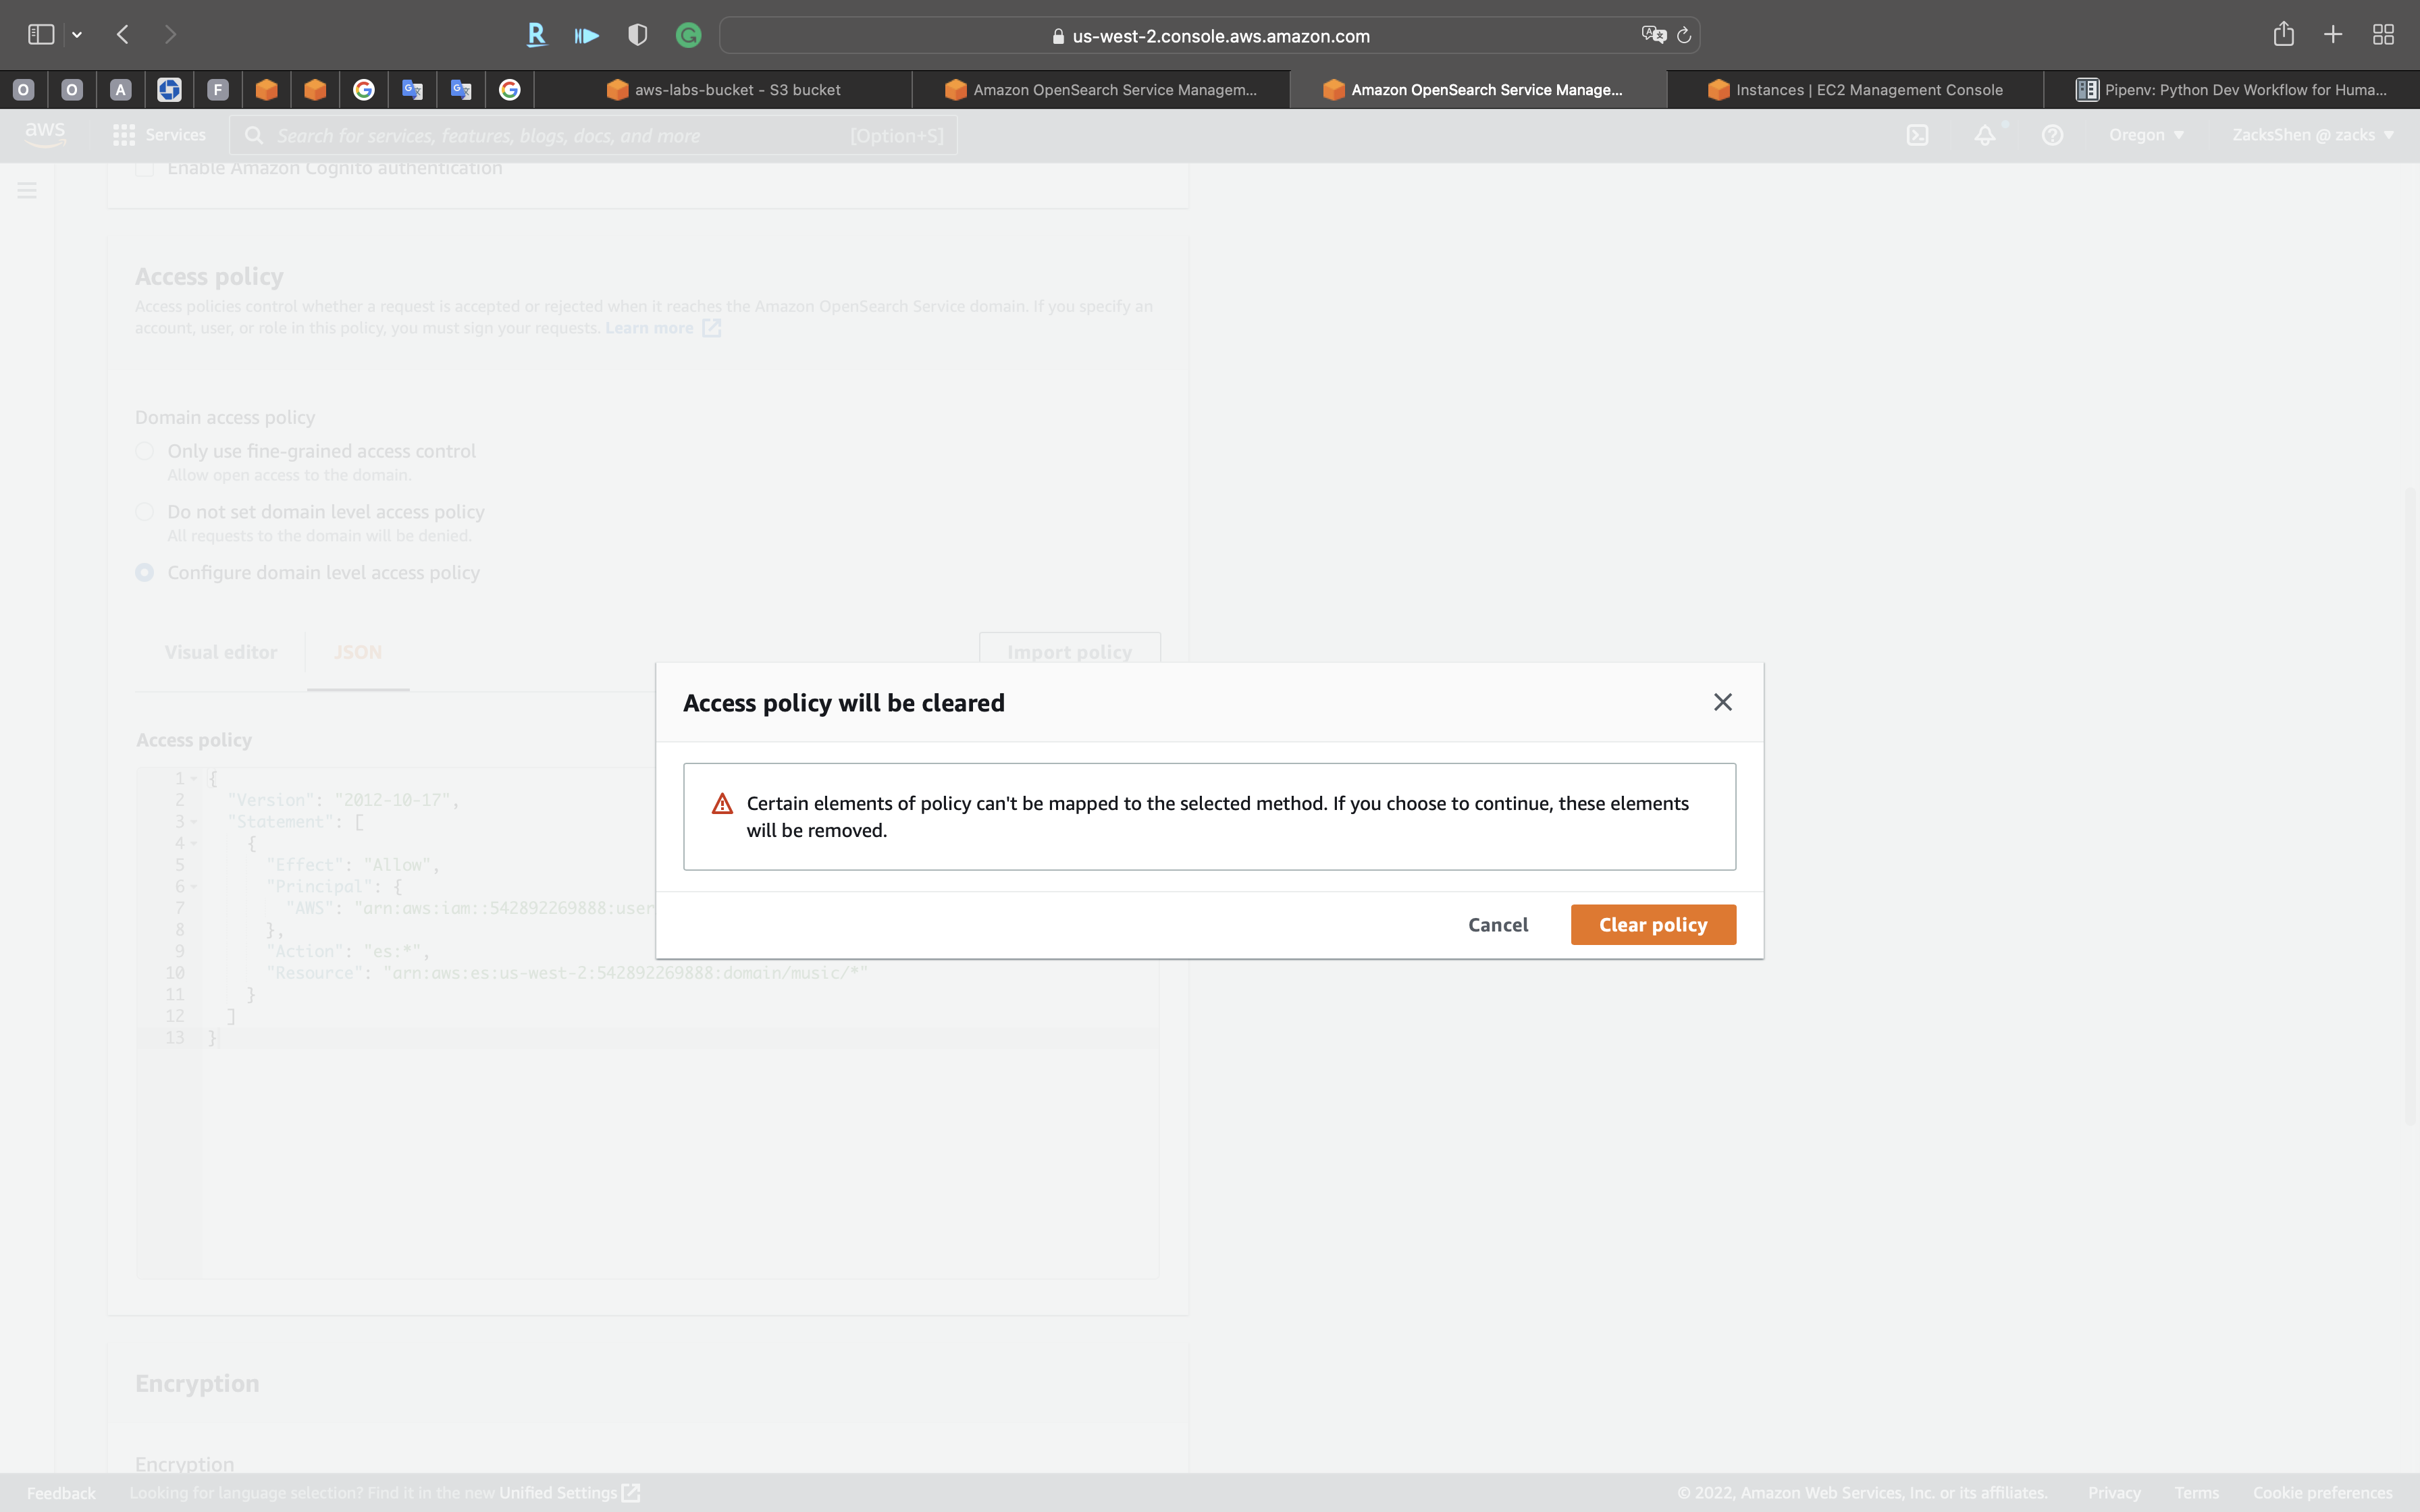 us-west-2.console.aws.amazon.com
O
O
A
F
aws-labs-bucket - S3 bucket
Amazon OpenSearch Service Managem...
Amazon OpenSearch Service Manage...
Instances | EC2 Management Console
Pipenv: Python Dev Workflow for Huma...
aws
Services
Search for services, features, blogs, docs, and more
[Option+S]
Oregon
ZacksShen @ zacks
Enable Amazon Cognito authentication
Access policy
Access policies control whether a request is accepted or rejected when it reaches the Amazon OpenSearch Service domain. If you specify an
account, user, or role in this policy, you must sign your requests. Learn more
Domain access policy
Only use fine-grained access control
Allow open access to the domain.
Do not set domain level access policy
All requests to the domain will be denied.
Configure domain level access policy
Visual editor
JSON
Import policy
Access policy will be cleared
Certain elements of policy can't be mapped to the selected method. If you choose to continue, these elements
will be removed.
Cancel
Clear policy
Access policy
1 {
2 "Version": "2012-10-17",
3 "Statement": [
4 {
5 "Effect": "Allow",
6 "Principal": {
7 "AWS": "arn:aws:iam::542892269888:user
8 },
9 "Action": "es:*",
10 "Resource": "arn:aws:es:us-west-2:542892269888:domain/music/*"
11 }
12 ]
13 }
Encryption
Encryption
Feedback
Looking for language selection? Find it in the new Unified Settings
© 2022, Amazon Web Services, Inc. or its affiliates.
Privacy
Terms
Cookie preferences